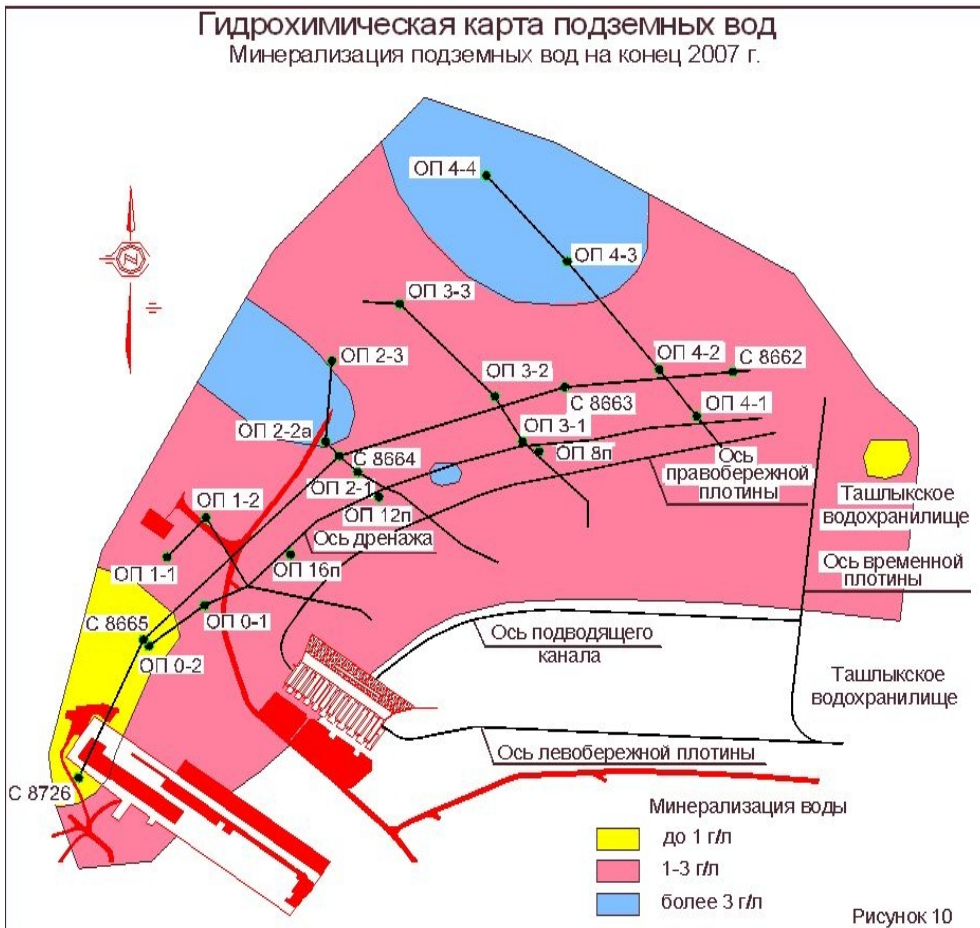 Гидрохимическая карта подземных вод
Минерализация подземных вод на конец 2007 г.
ОП 4-4
ОП 4-3
ОП 3-3
ОП 2-3
ОП 4-2
С 8662
ОП 3-2
С 8663
ОП 4-1
ОП 2-2а
ОП 3-1
ОП 8п
С 8664
Ось
правобережной
плотины
ОП 2-1
ОП 12п
ОП 1-2
Ташлыкское
водохранилище
Ось дренажа
ОП 16п
ОП 1-1
Ось временной
плотины
С 8665
ОП 0-1
ОП 0-2
Ось подводящего
канала
Ташлыкское
водохранилище
Ось левобережной плотины
С 8726
Минерализация воды
до 1 г/л
1-3 г/л
более 3 г/л
Рисунок 10